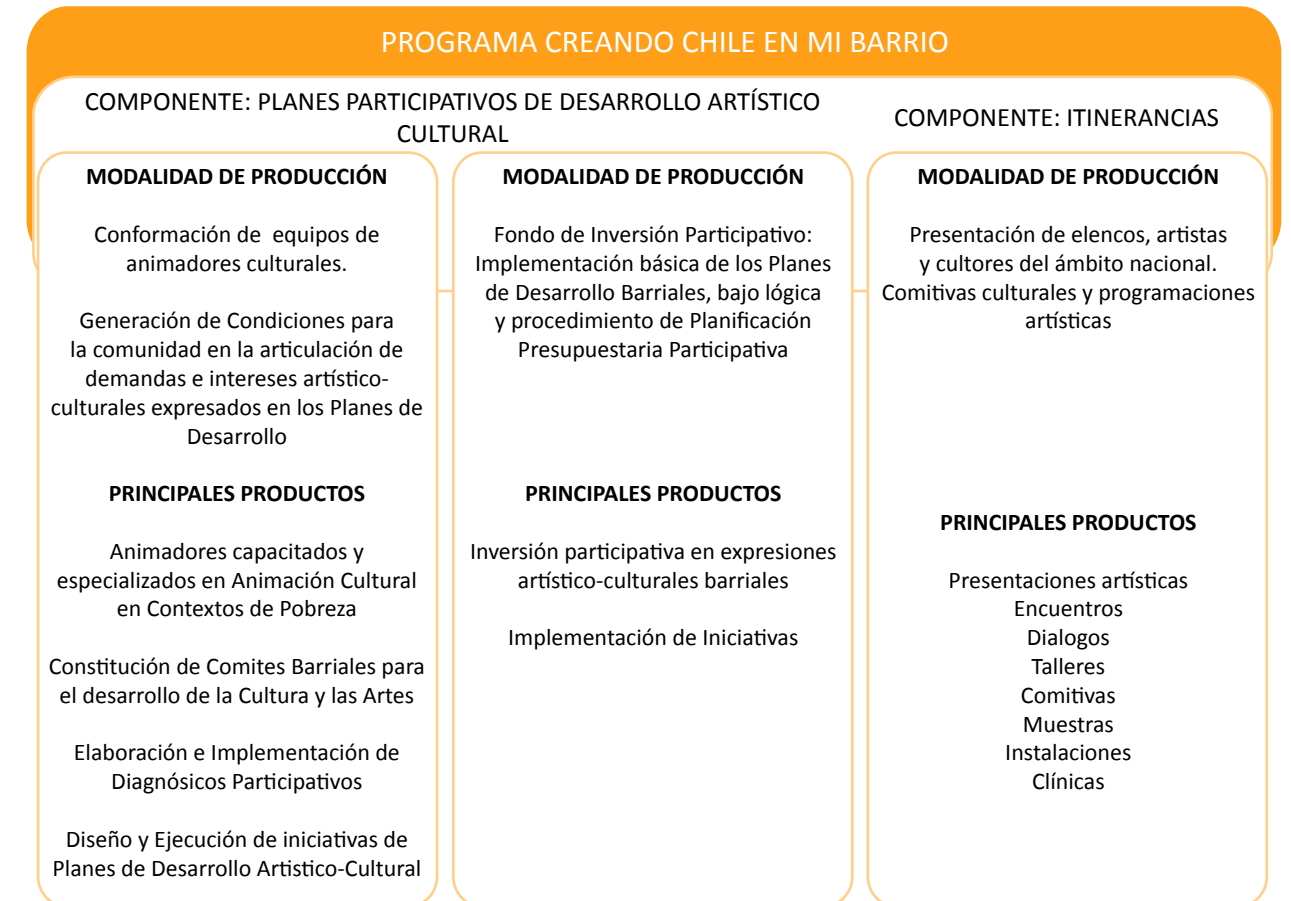 PROGRAMA CREANDO CHILE EN MI BARRIO
COMPONENTE: PLANES PARTICIPATIVOS DE DESARROLLO ARTÍSTICO
CULTURAL
COMPONENTE: ITINERANCIAS
MODALIDAD DE PRODUCCIÓN
Conformación de equipos de
animadores culturales.
Generación de Condiciones para
la comunidad en la articulación de
demandas e intereses artístico-
culturales expresados en los Planes de
Desarrollo
PRINCIPALES PRODUCTOS
Animadores capacitados y
especializados en Animación Cultural
en Contextos de Pobreza
Constitución de Comites Barriales para
el desarrollo de la Cultura y las Artes
Elaboración e Implementación de
Diagnósicos Participativos
Diseño y Ejecución de iniciativas de
Planes de Desarrollo Artistico-Cultural
MODALIDAD DE PRODUCCIÓN
Fondo de Inversión Participativo:
Implementación básica de los Planes
de Desarrollo Barriales, bajo lógica
y procedimiento de Planificación
Presupuestaria Participativa
PRINCIPALES PRODUCTOS
Inversión participativa en expresiones
artístico-culturales barriales
Implementación de Iniciativas
MODALIDAD DE PRODUCCIÓN
Presentación de elencos, artistas
y cultores del ámbito nacional.
Comitivas culturales y programaciones
artísticas
PRINCIPALES PRODUCTOS
Presentaciones artísticas
Encuentros
Dialogos
Talleres
Comitivas
Muestras
Instalaciones
Clínicas